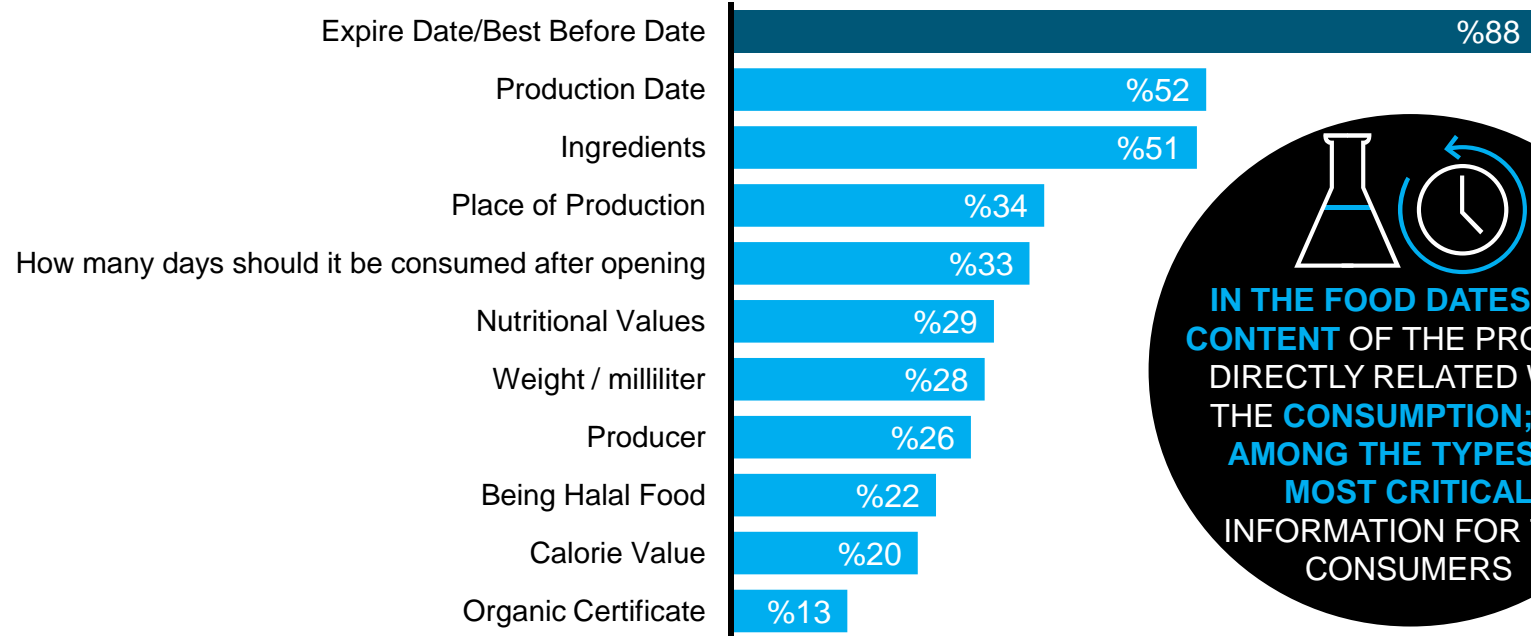 Expire Date/Best Before Date %88
Production Date %52
Ingredients %51
Place of Production %34
How many days should it be consumed after opening %33
Nutritional Values %29
Weight / milliliter %28
Producer %26
Being Halal Food %22
Calorie Value %20
Organic Certificate %13
IN THE FOOD DATES
CONTENT OF THE
DIRECTLY RELATED
THE CONSUMPTION;
AMONG THE TYPES
MOST CRITICAL
INFORMATION FOR
CONSUMERS